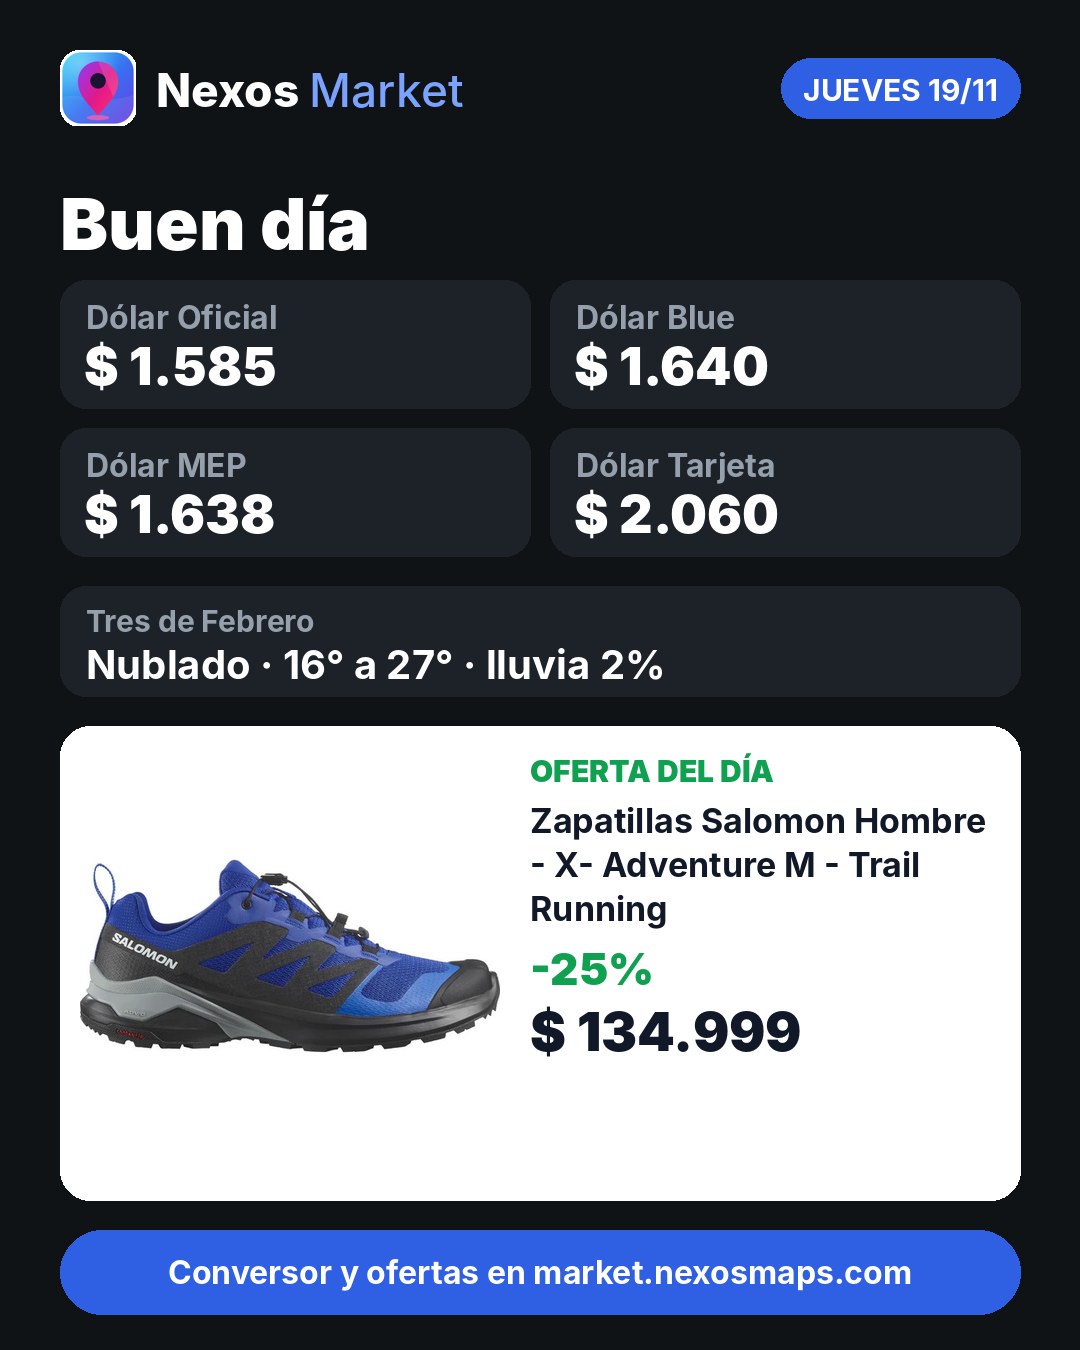 Nexos Market
JUEVES 19/11
Buen día
Dólar Oficial
$ 1.585
Dólar Blue
$ 1.640
Dólar MEP
$ 1.638
Dólar Tarjeta
$ 2.060
Tres de Febrero
Nublado · 16° a 27° · lluvia 2%
SALOMON
OFERTA DEL DÍA
Zapatillas Salomon Hombre
- X- Adventure M - Trail
Running
-25%
$ 134.999
Conversor y ofertas en market.nexosmaps.com